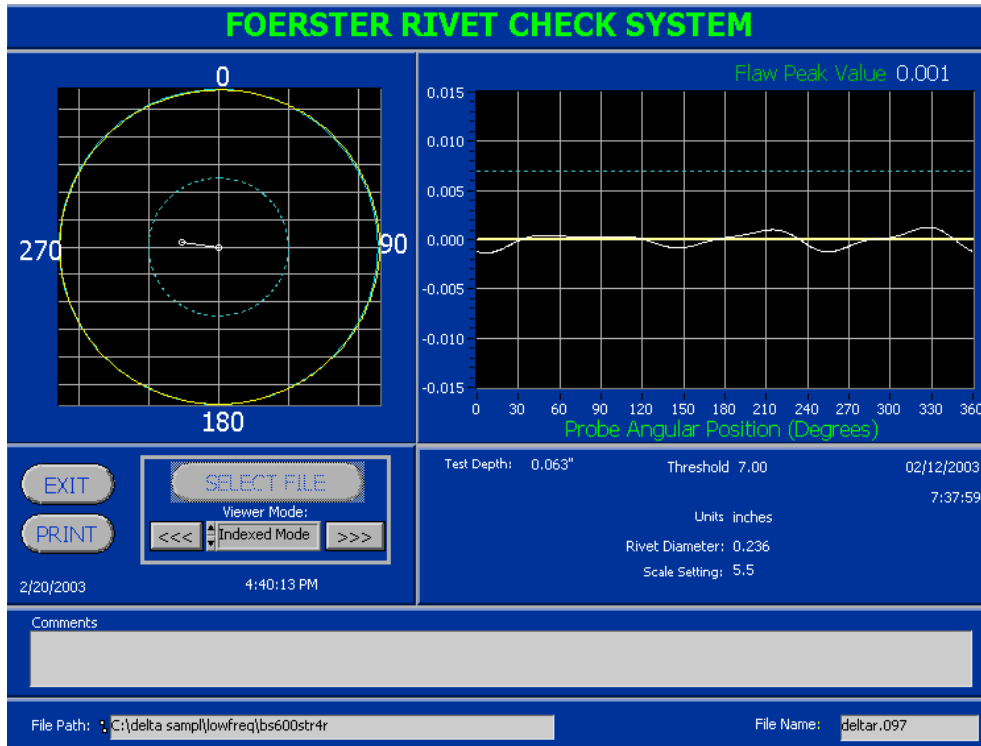 FOERSTER RIVET CHECK SYSTEM
0
270
90
180
Flaw Peak Value 0.001
0.015
0.010
0.005
0.000
-0.005
-0.010
-0.015
0 30 60 90 120 150 180 210 240 270 300 330 360
Probe Angular Position (Degrees)
EXIT
PRINT
SELECT FILE
Viewer Mode:
<<< Indexed Mode >>>
2/20/2003 4:40:13 PM
Test Depth: 0.063" Threshold 7.00 02/12/2003
7:37:59
Units inches
Rivet Diameter: 0.236
Scale Setting: 5.5
Comments
File Path: C:\delta sampl\lowfreq\bs600str4r
File Name: deltar.097